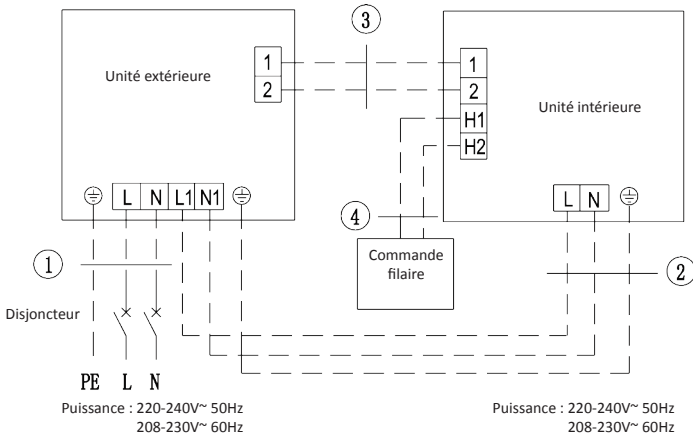 Unité extérieure
1
2
3
1
2
H1
H2
Unité intérieure
L N L1 N1
L N
4
Commande
filaire
1
2
Disjoncteur
PE L N
Puissance : 220-240V~ 50Hz
208-230V~ 60Hz
Puissance : 220-240V~ 50Hz
208-230V~ 60Hz